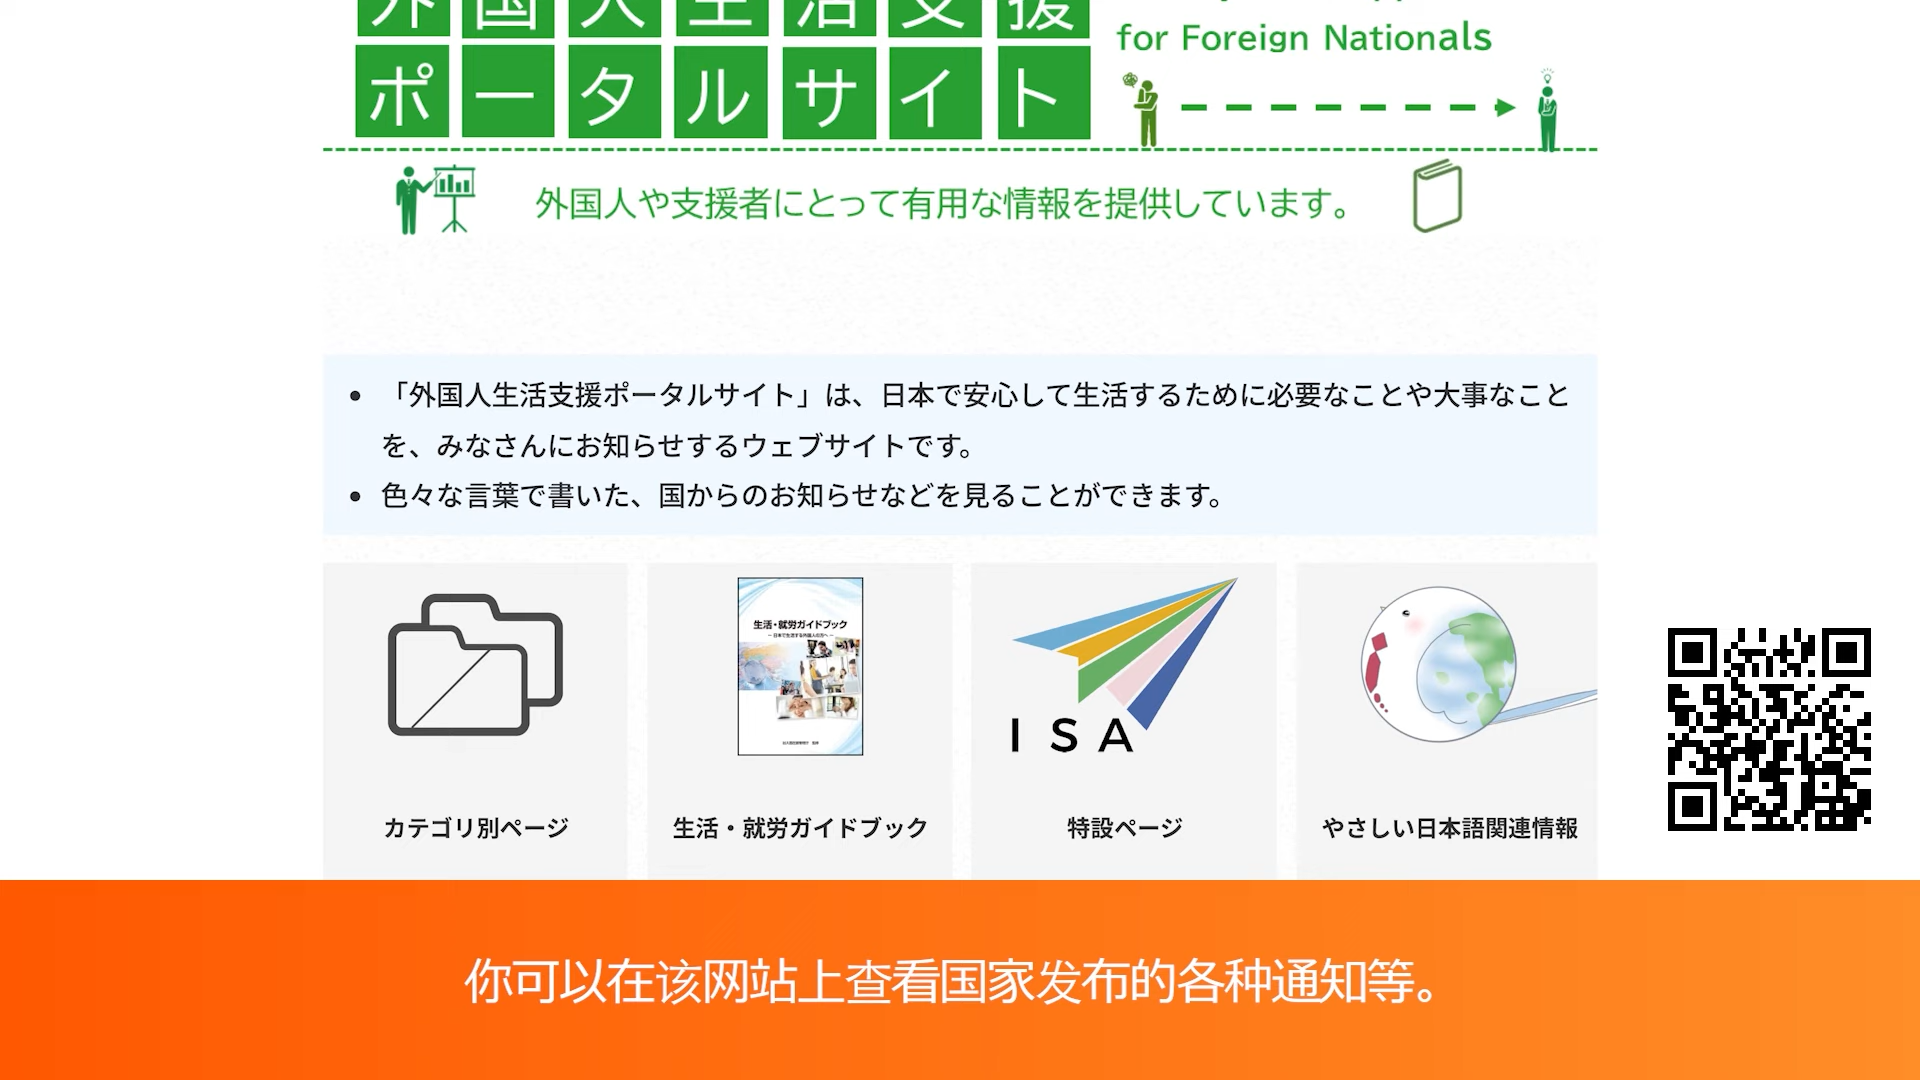 外国人生活支援
for Foreign Nationals
ポータルサイト
外国人や支援者にとって有用な情報を提供しています。
・「外国人生活支援ポータルサイト」は、日本で安心して生活するために必要なことや大事なこと
を、みなさんにお知らせするウェブサイトです。
・色々な言葉で書いた、国からのお知らせなどを見ることができます。
生活・就労ガイドブック
ISA
カテゴリ別ページ
生活・就労ガイドブック
特設ページ
やさしい日本語関連情報
你可以在该网站上查看国家发布的各种通知等。